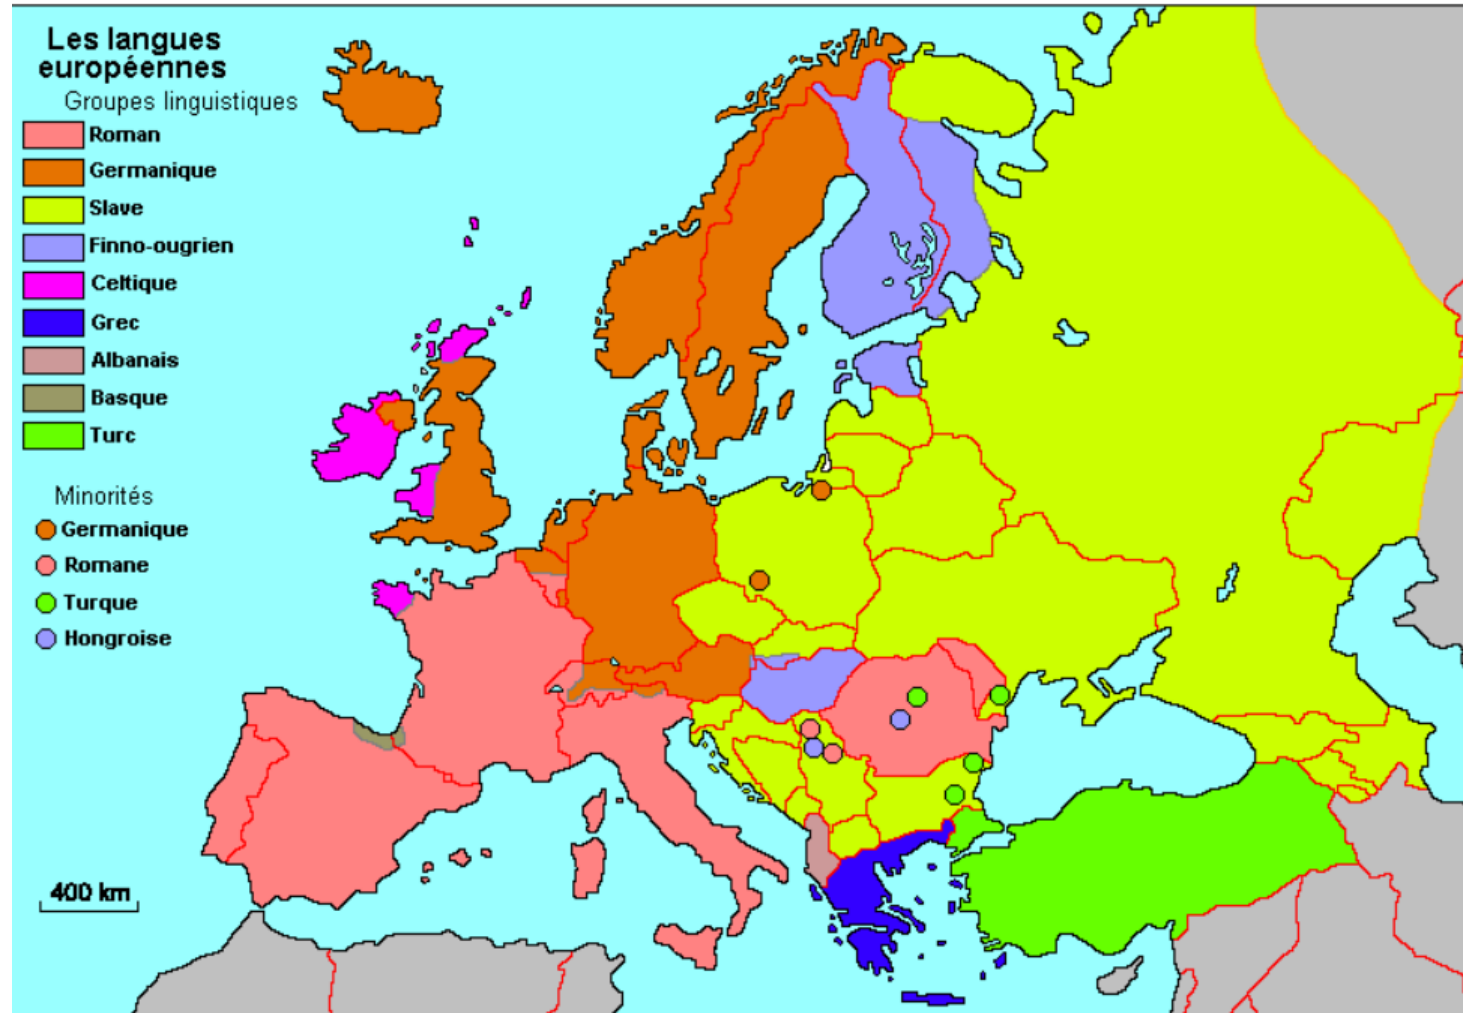 Les langues
européennes
Groupes linguistiques
Roman
Germanique
Slave
Finno-ougrien
Celtique
Grec
Albanais
Basque
Turc
Minorités
Germanique
Romane
Turque
Hongroise
400 km